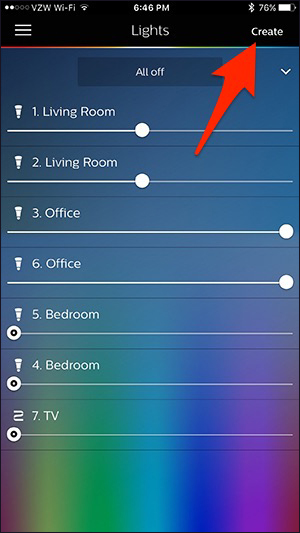 VZW Wi-Fi 6:46 PM 76%
Lights Create
All off
1. Living Room
2. Living Room
3. Office
6. Office
5. Bedroom
4. Bedroom
7. TV